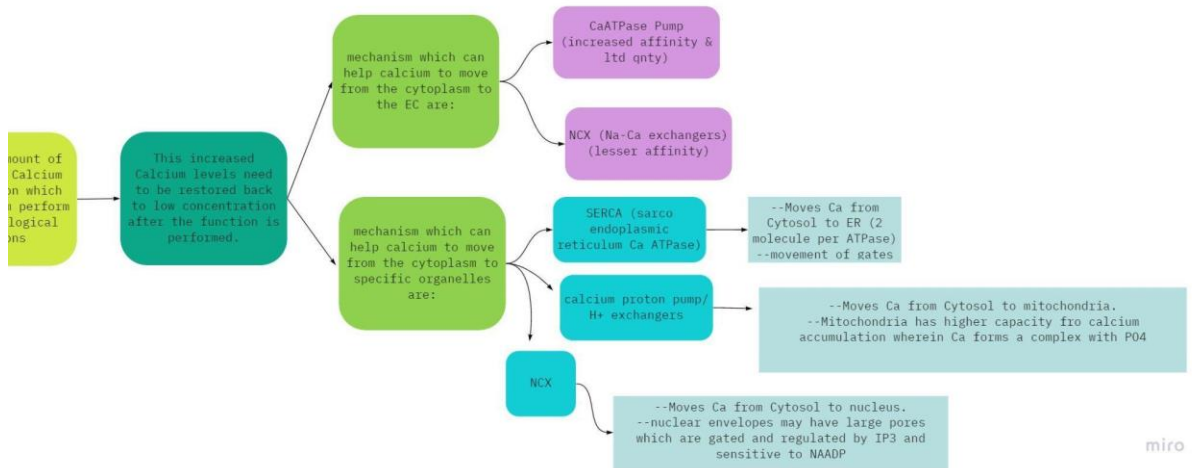 mount of
Calcium
on which
m perform
logical
ons
This increased
Calcium levels need
to be restored back
to low concentration
after the function is
performed.
mechanism which can
help calcium to move
from the cytoplasm to
the EC are:
CaATPase Pump
(increased affinity &
ltd qnty)
NCX (Na-Ca exchangers)
(lesser affinity)
mechanism which can
help calcium to move
from the cytoplasm to
specific organelles
are:
SERCA (sarco
endoplasmic
reticulum Ca ATPase)
--Moves Ca from
Cytosol to ER (2
molecule per ATPase)
--movement of gates
calcium proton pump/
H+ exchangers
--Moves Ca from Cytosol to mitochondria.
--Mitochondria has higher capacity fro calcium
accumulation wherein Ca forms a complex with PO4
NCX
--Moves Ca from Cytosol to nucleus.
--nuclear envelopes may have large pores
which are gated and regulated by IP3 and
sensitive to NAADP
miro